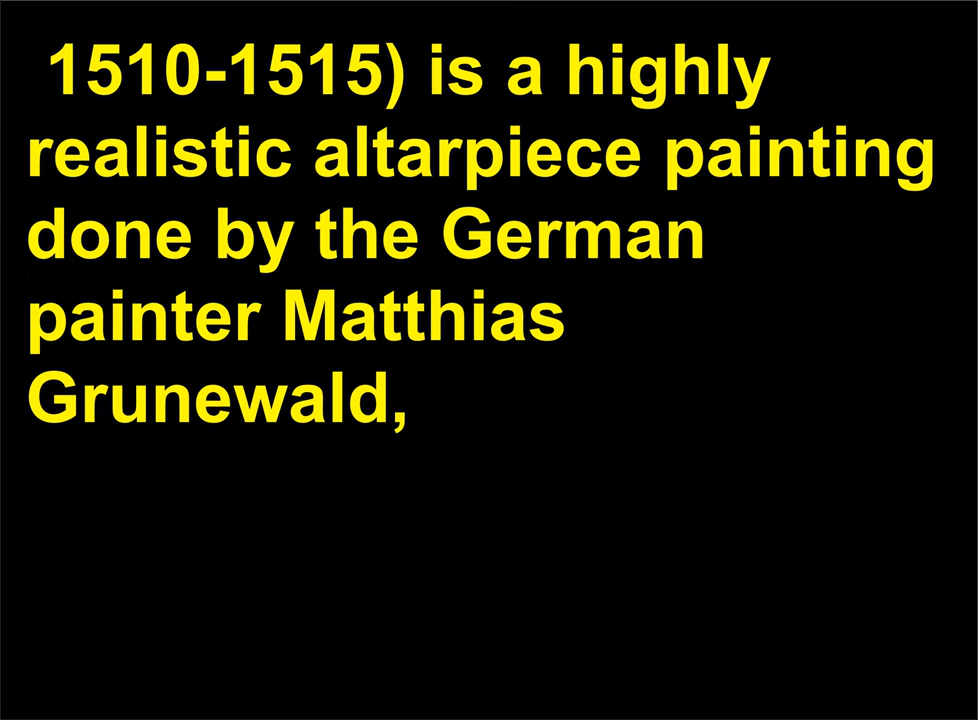 1510-1515) is a highly
realistic altarpiece painting
done by the German
painter Matthias
Grunewald,